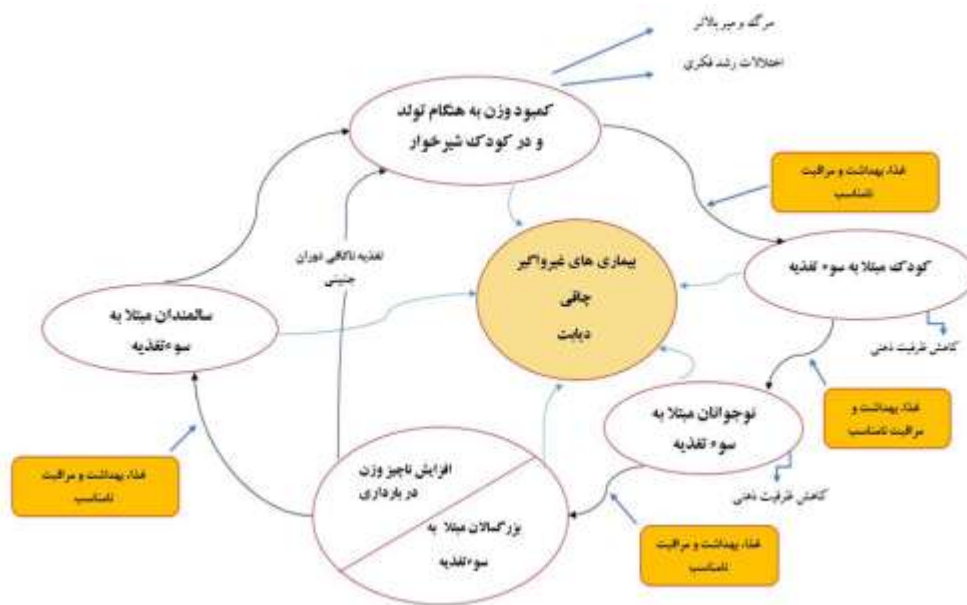 مرگ و میر بالاتر
اختلالات رشد فکری
کمبود وزن به هنگام تولد
و در کودک شیرخوار
غذا، بهداشت و مراقبت
نامناسب
کودک مبتلا به سوء تغذیه
کاهش ظرفیت ذهنی
بیماری های غیرواگیر
چاقی
دیابت
تغذیه ناکافی دوران
جنینی
سالمندان مبتلا به
سوءتغذیه
غذا، بهداشت و
مراقبت نامناسب
نوجوانان مبتلا به
سوء تغذیه
کاهش ظرفیت ذهنی
غذا، بهداشت و مراقبت
نامناسب
افزایش ناچیز وزن
در بارداری
بزرگسالان مبتلا به
سوءتغذیه
غذا، بهداشت و مراقبت
نامناسب